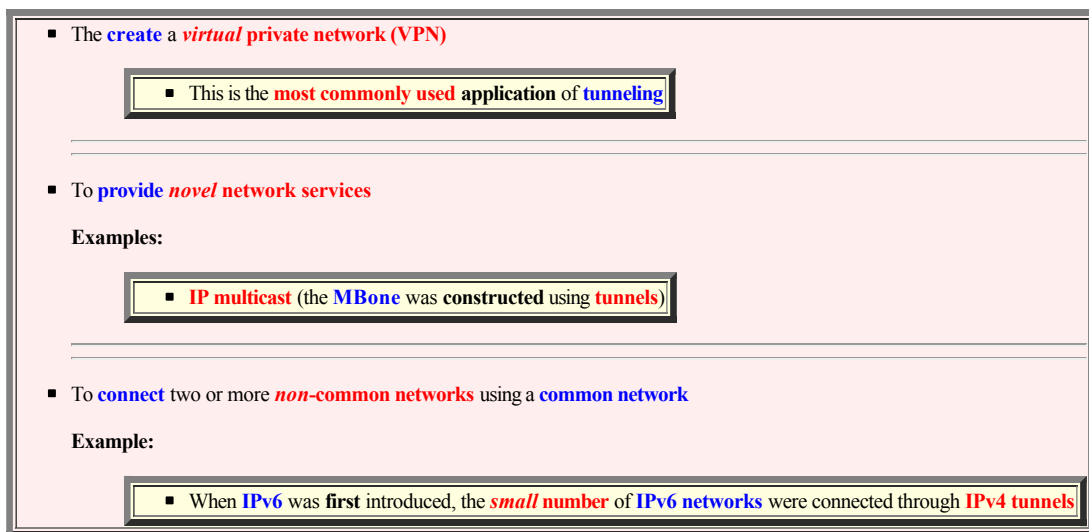 The create a virtual private network (VPN)
This is the most commonly used application of tunneling
To provide novel network services
Examples:
IP multicast (the MBone was constructed using tunnels)
To connect two or more non-common networks using a common network
Example:
When IPv6 was first introduced, the small number of IPv6 networks were connected through IPv4 tunnels